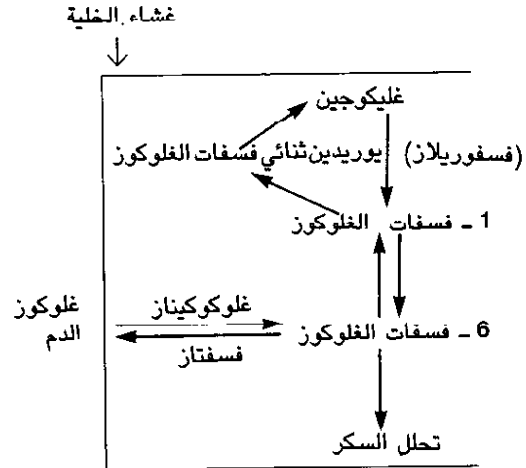 غشاء الخلية
غليكوجين
(فسفوريلاز) يوريدين ثنائي فسفات الغلوكوز
1 - فسفات الغلوكوز
غلوكوز
الدم
غلوكوكيناز
فسفتاز
6 - فسفات الغلوكوز
تحلل السكر